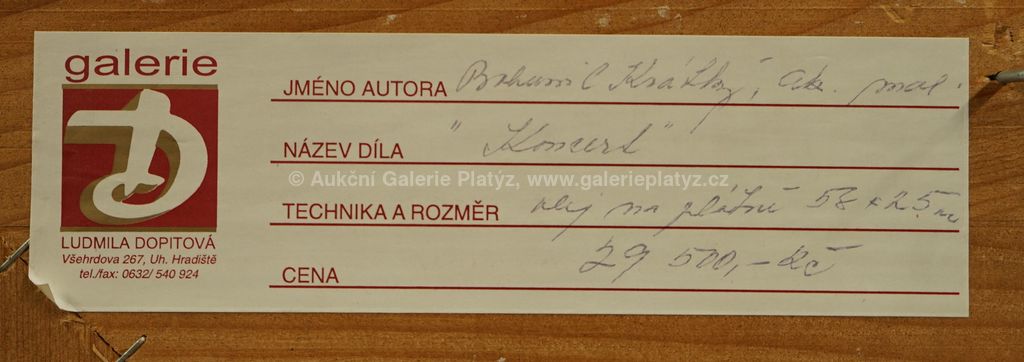 galerie
LUDMILA DOPITOVÁ
Všehrdova 267, Uh. Hradiště
tel./fax: 0632/ 540 924
JMÉNO AUTORA Bohumil Krátký, ak. mal.
NÁZEV DÍLA "Koncert"
© Aukční Galerie Platýz, www.galerieplatyz.cz
TECHNIKA A ROZMĚR olej na plátně 58 x 25
CENA 29 500,- Kč